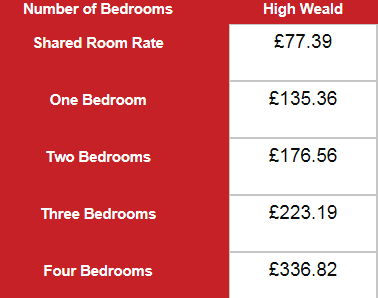 Number of Bedrooms High Weald
Shared Room Rate £77.39
One Bedroom £135.36
Two Bedrooms £176.56
Three Bedrooms £223.19
Four Bedrooms £336.82